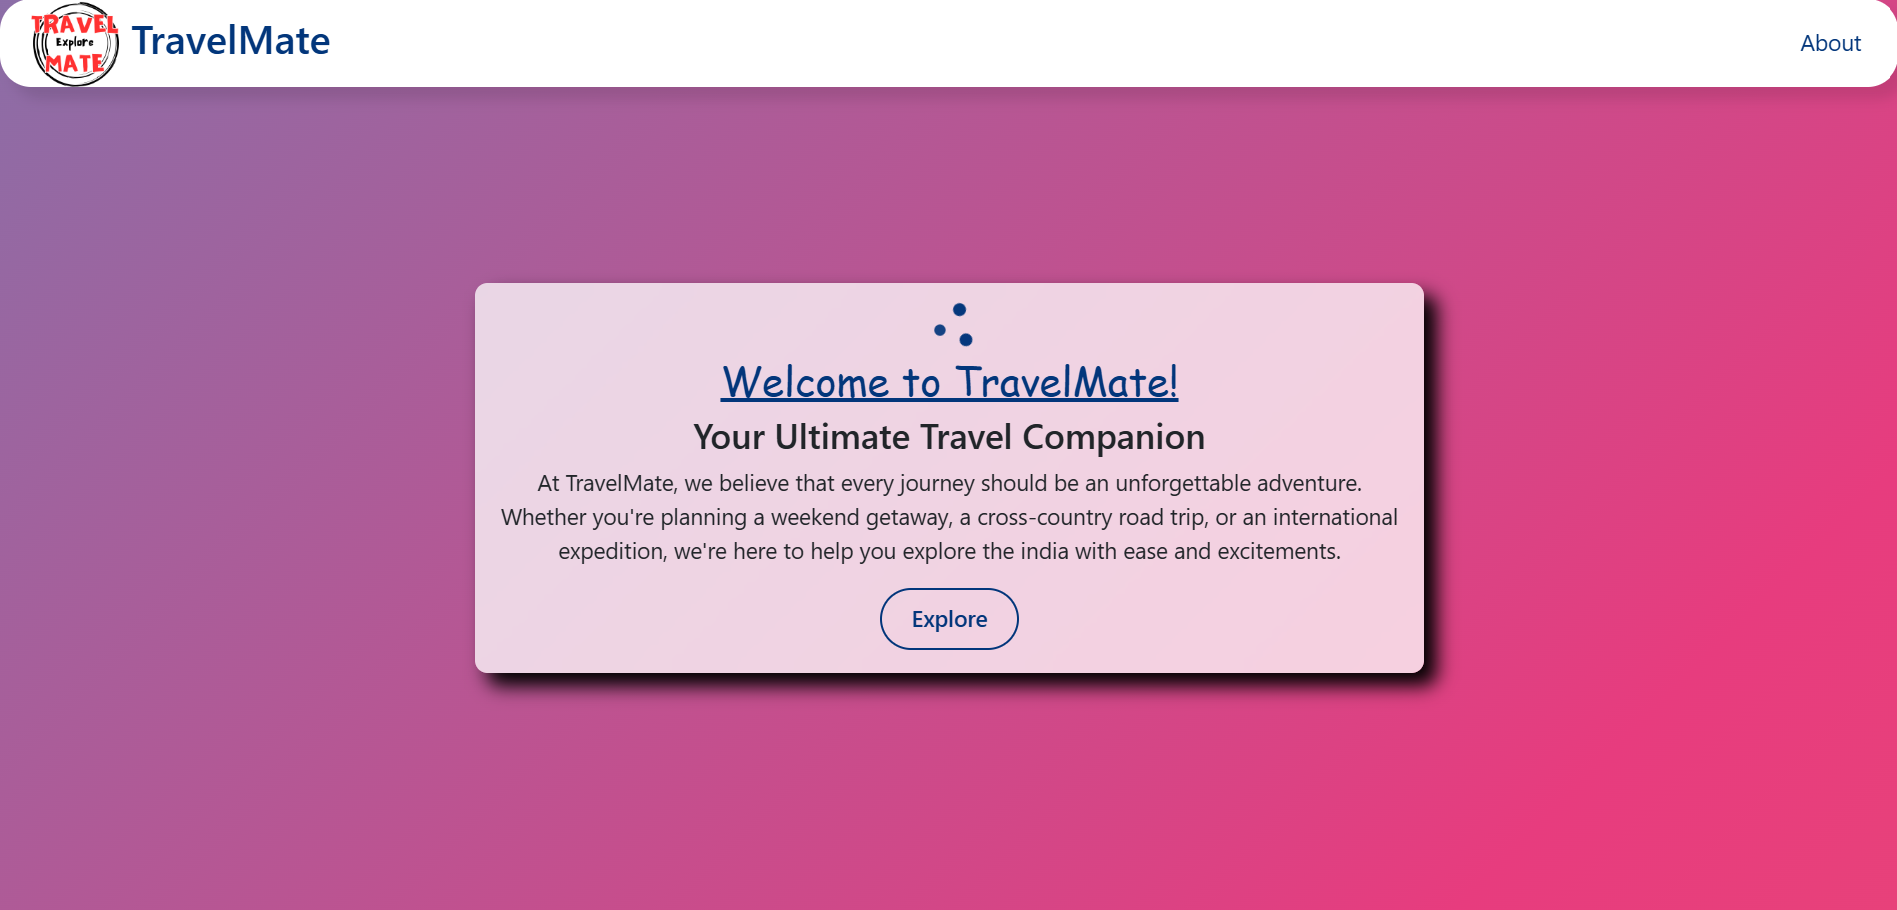 TRAVEL
Explore
MATE
TravelMate
About
Welcome to TravelMate!
Your Ultimate Travel Companion
At TravelMate, we believe that every journey should be an unforgettable adventure.
Whether you're planning a weekend getaway, a cross-country road trip, or an international
expedition, we're here to help you explore the india with ease and excitements.
Explore